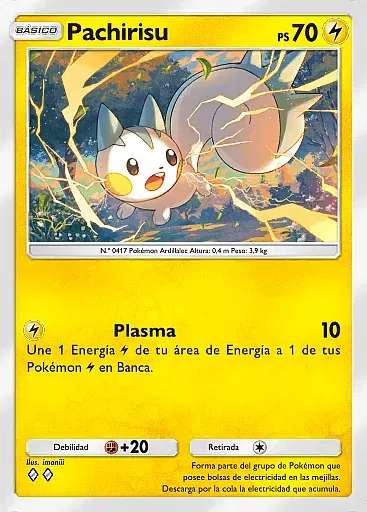 BÁSICO Pachirisu PS 70
N.º 0417 Pokémon Ardillalec Altura: 0,4 m Peso: 3,9 kg
Plasma 10
Une 1 Energía de tu área de Energía a 1 de tus
Pokémon en Banca.
Debilidad +20 Retirada
Ilus. imoniii
Forma parte del grupo de Pokémon que
posee bolsas de electricidad en las mejillas.
Descarga por la cola la electricidad que acumula.